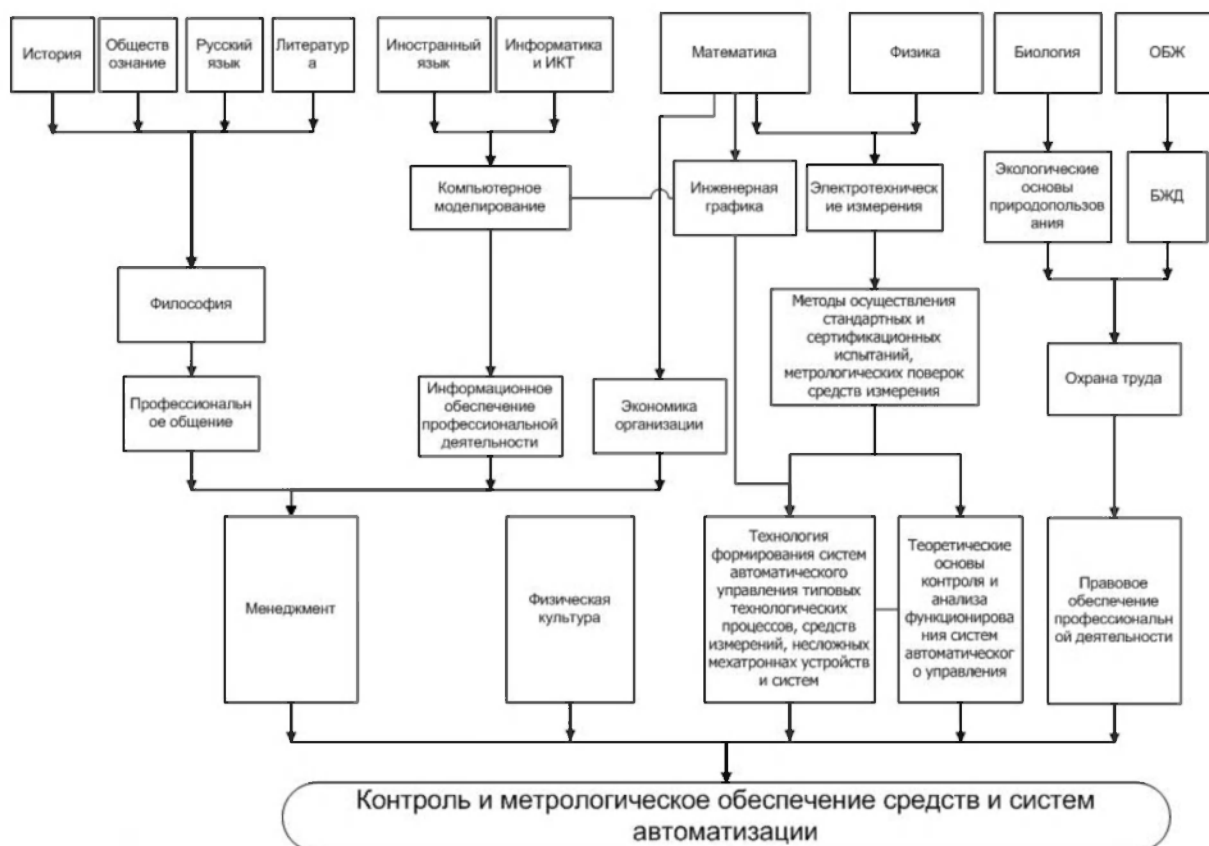 История
Обществ
ознание
Русский
язык
Литератур
а
Иностранный
язык
Информатика
и ИКТ
Математика
Физика
Биология
ОБЖ
Компьютерное
моделирование
Инженерная
графика
Электротехническ
ие измерения
Экологические
основы
природопользов
ания
БЖД
Философия
Методы осуществления
стандартных и
сертификационных
испытаний,
метрологических поверок
средств измерения
Охрана труда
Профессиональн
ое общение
Информационное
обеспечение
профессиональной
деятельности
Экономика
организации
Менеджмент
Физическая
культура
Технология
формирования систем
автоматического
управления типовых
технологических
процессов, средств
измерений, несложных
мехатроннах устройств
и систем
Теоретические
основы
контроля и
анализа
функционирова
ния систем
автоматическог
о управления
Правовое
обеспечение
профессиональн
ой деятельности
Контроль и метрологическое обеспечение средств и систем
автоматизации